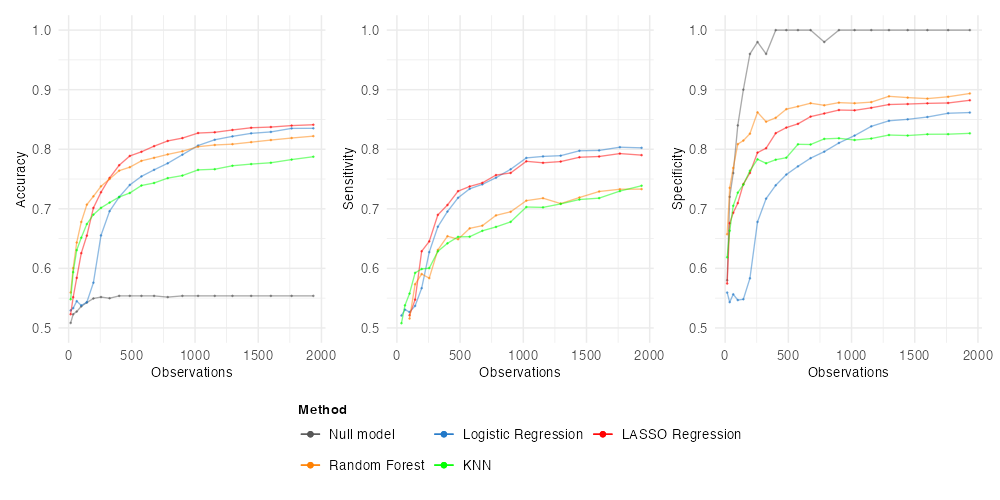 1.0 1.0 1.0
0.9 0.9 0.9
0.8 0.8 0.8
0.7 0.7 0.7
0.6 0.6 0.6
0.5 0.5 0.5
Accuracy Sensitivity Specificity
0 500 1000 1500 2000 0 500 1000 1500 2000 0 500 1000 1500 2000
Observations Observations Observations
Method
Null model Logistic Regression LASSO Regression
Random Forest KNN